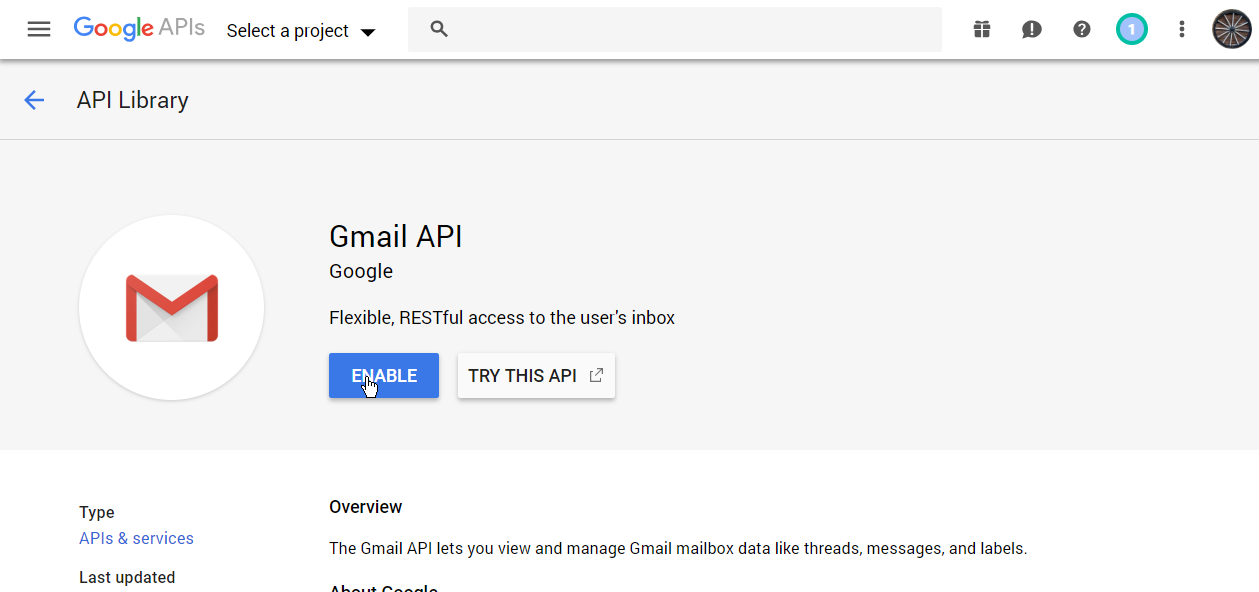 Google APIs Select a project
1
API Library
Gmail API
Google
Flexible, RESTful access to the user's inbox
ENABLE TRY THIS API
Type
APIs & services
Last updated
Overview
The Gmail API lets you view and manage Gmail mailbox data like threads, messages, and labels.
About Google